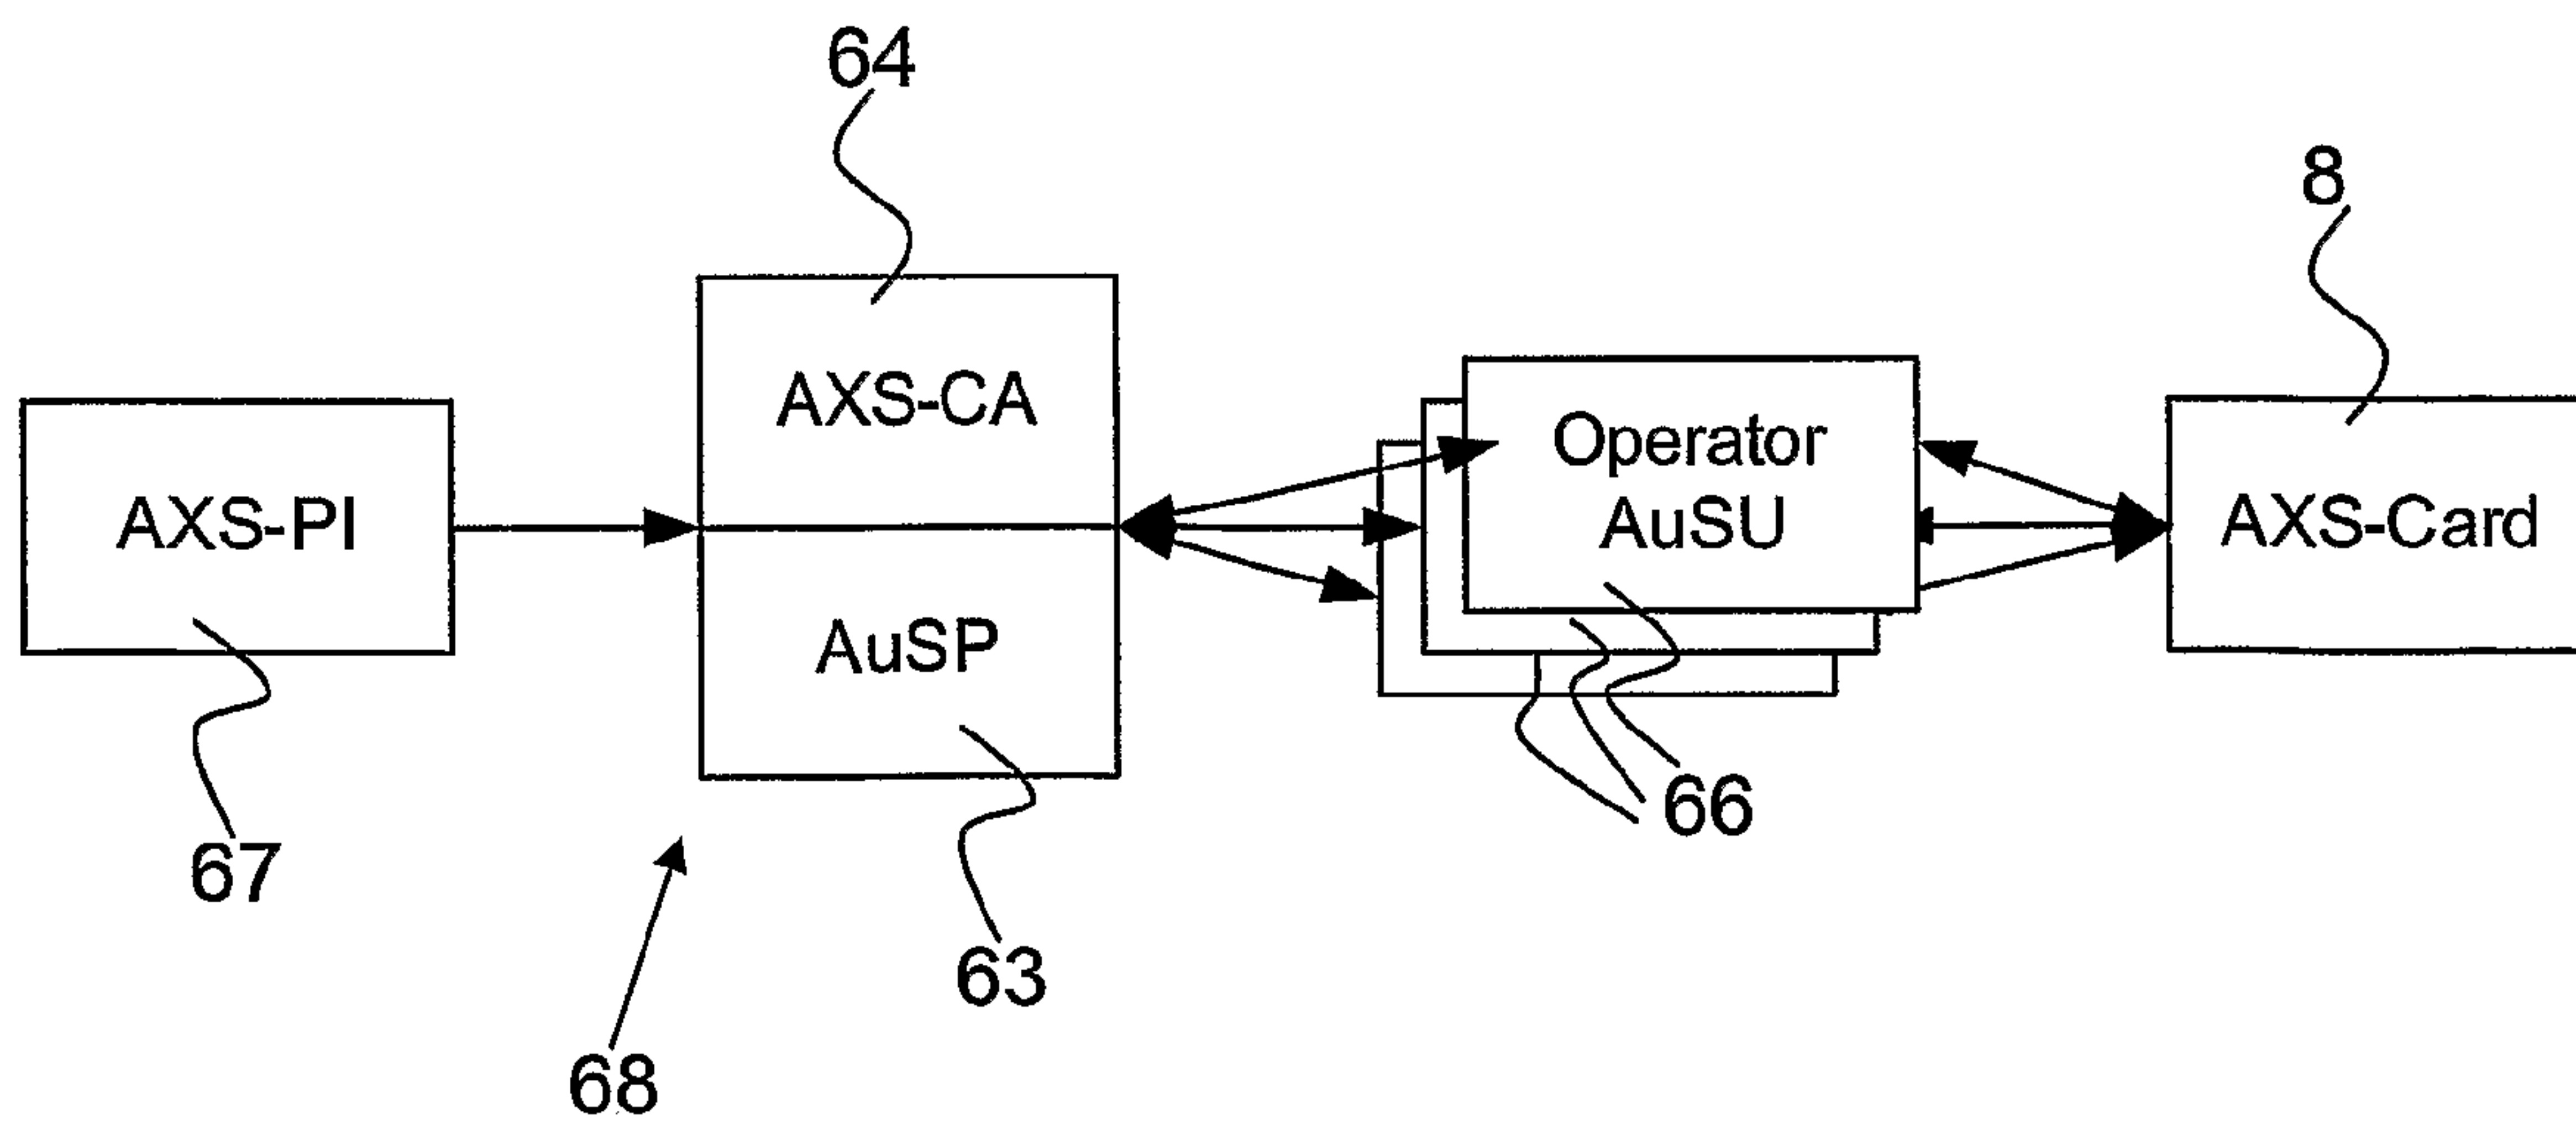 64
8
AXS-CA
Operator
AuSU
AXS-PI
AXS-Card
AuSP
66
67
63
68